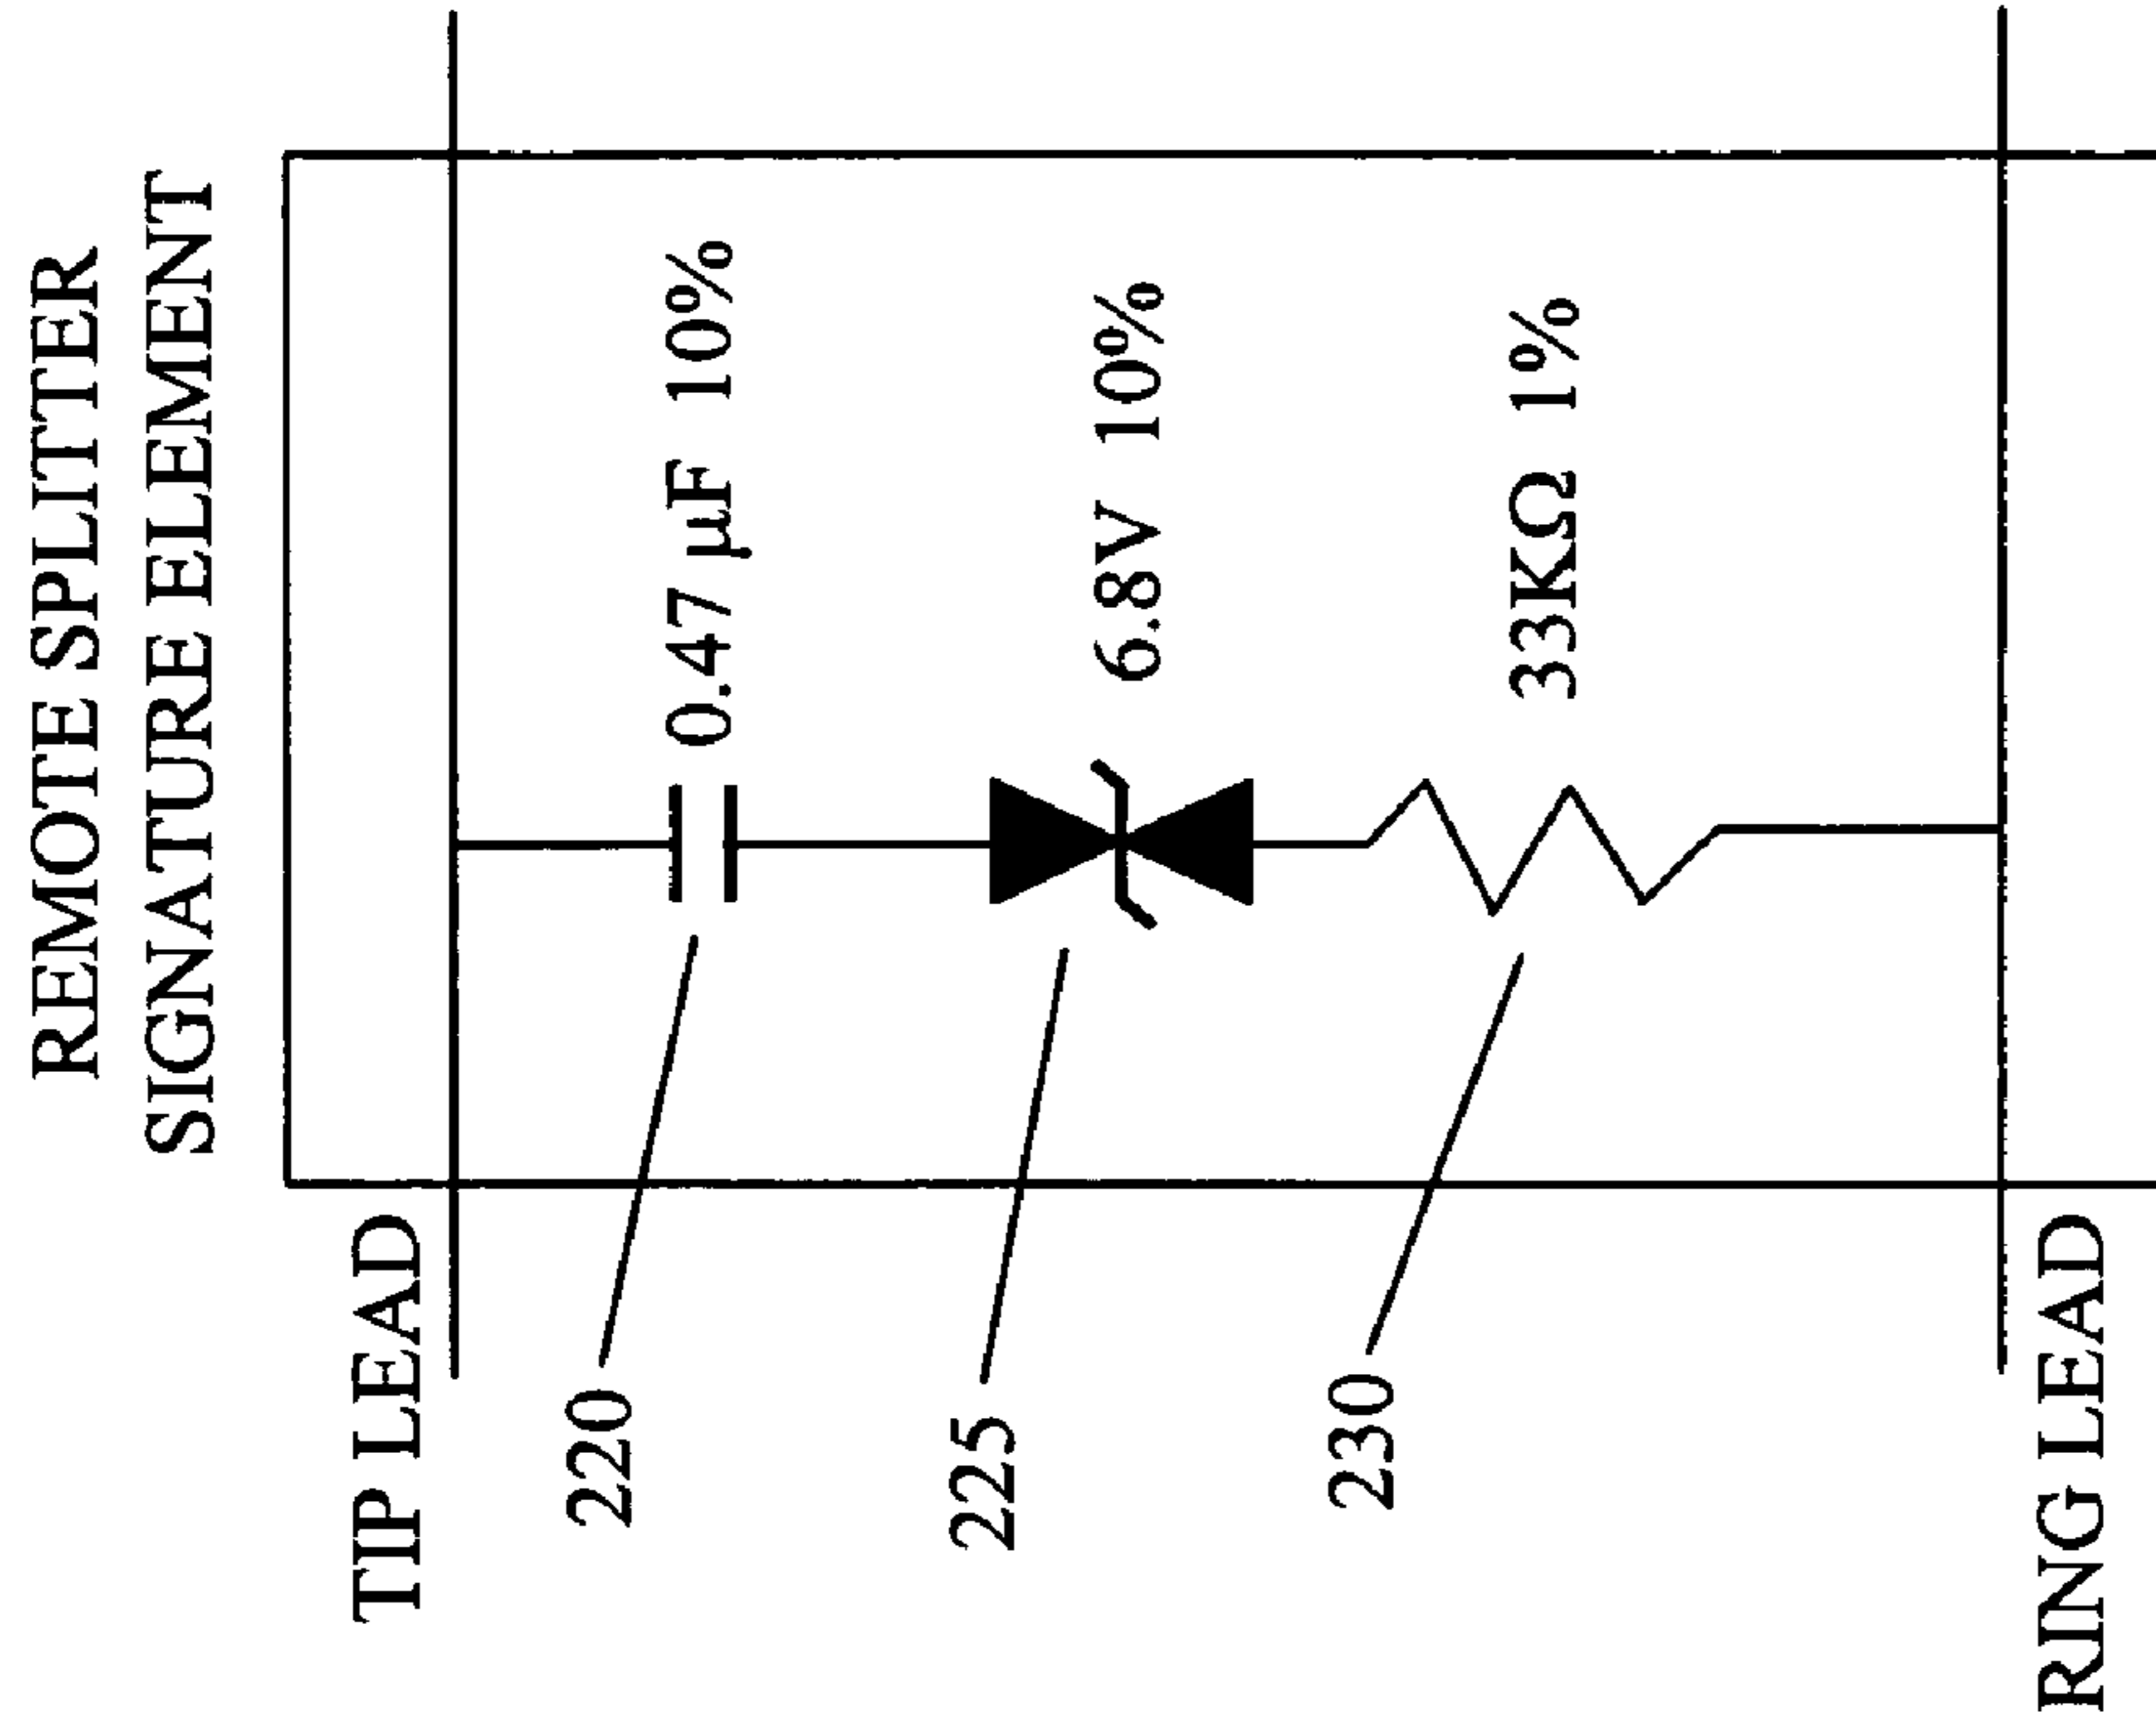 REMOTE SPLITTER
SIGNATURE ELEMENT
TIP LEAD
220
0.47 µF 10%
225
6.8V 10%
230
33KΩ 1%
RING LEAD